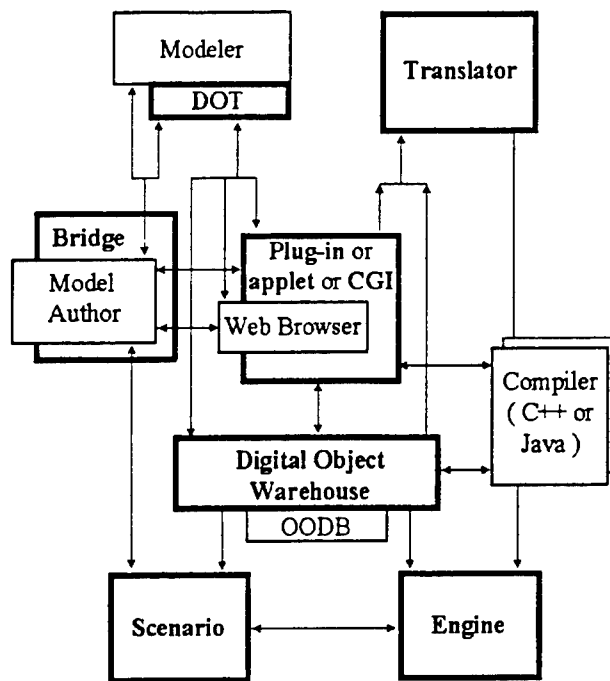 Modeler
DOT
Translator
Bridge
Model
Author
Plug-in or
applet or CGI
Web Browser
Compiler
( C++ or
Java )
Digital Object
Warehouse
OODB
Scenario
Engine